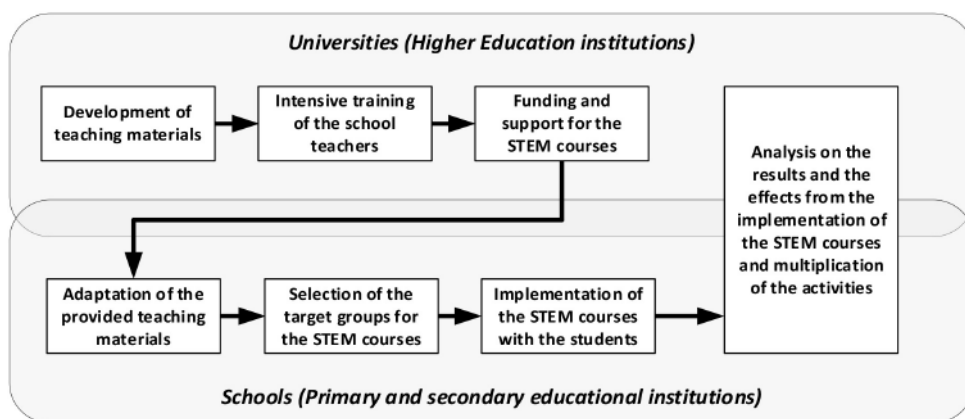 Universities (Higher Education institutions)
Development of
teaching materials
Intensive training
of the school
teachers
Funding and
support for the
STEM courses
Analysis on the
results and the
effects from the
implementation of
the STEM courses
and multiplication
of the activities
Adaptation of the
provided teaching
materials
Selection of the
target groups for
the STEM courses
Implementation of
the STEM courses
with the students
Schools (Primary and secondary educational institutions)